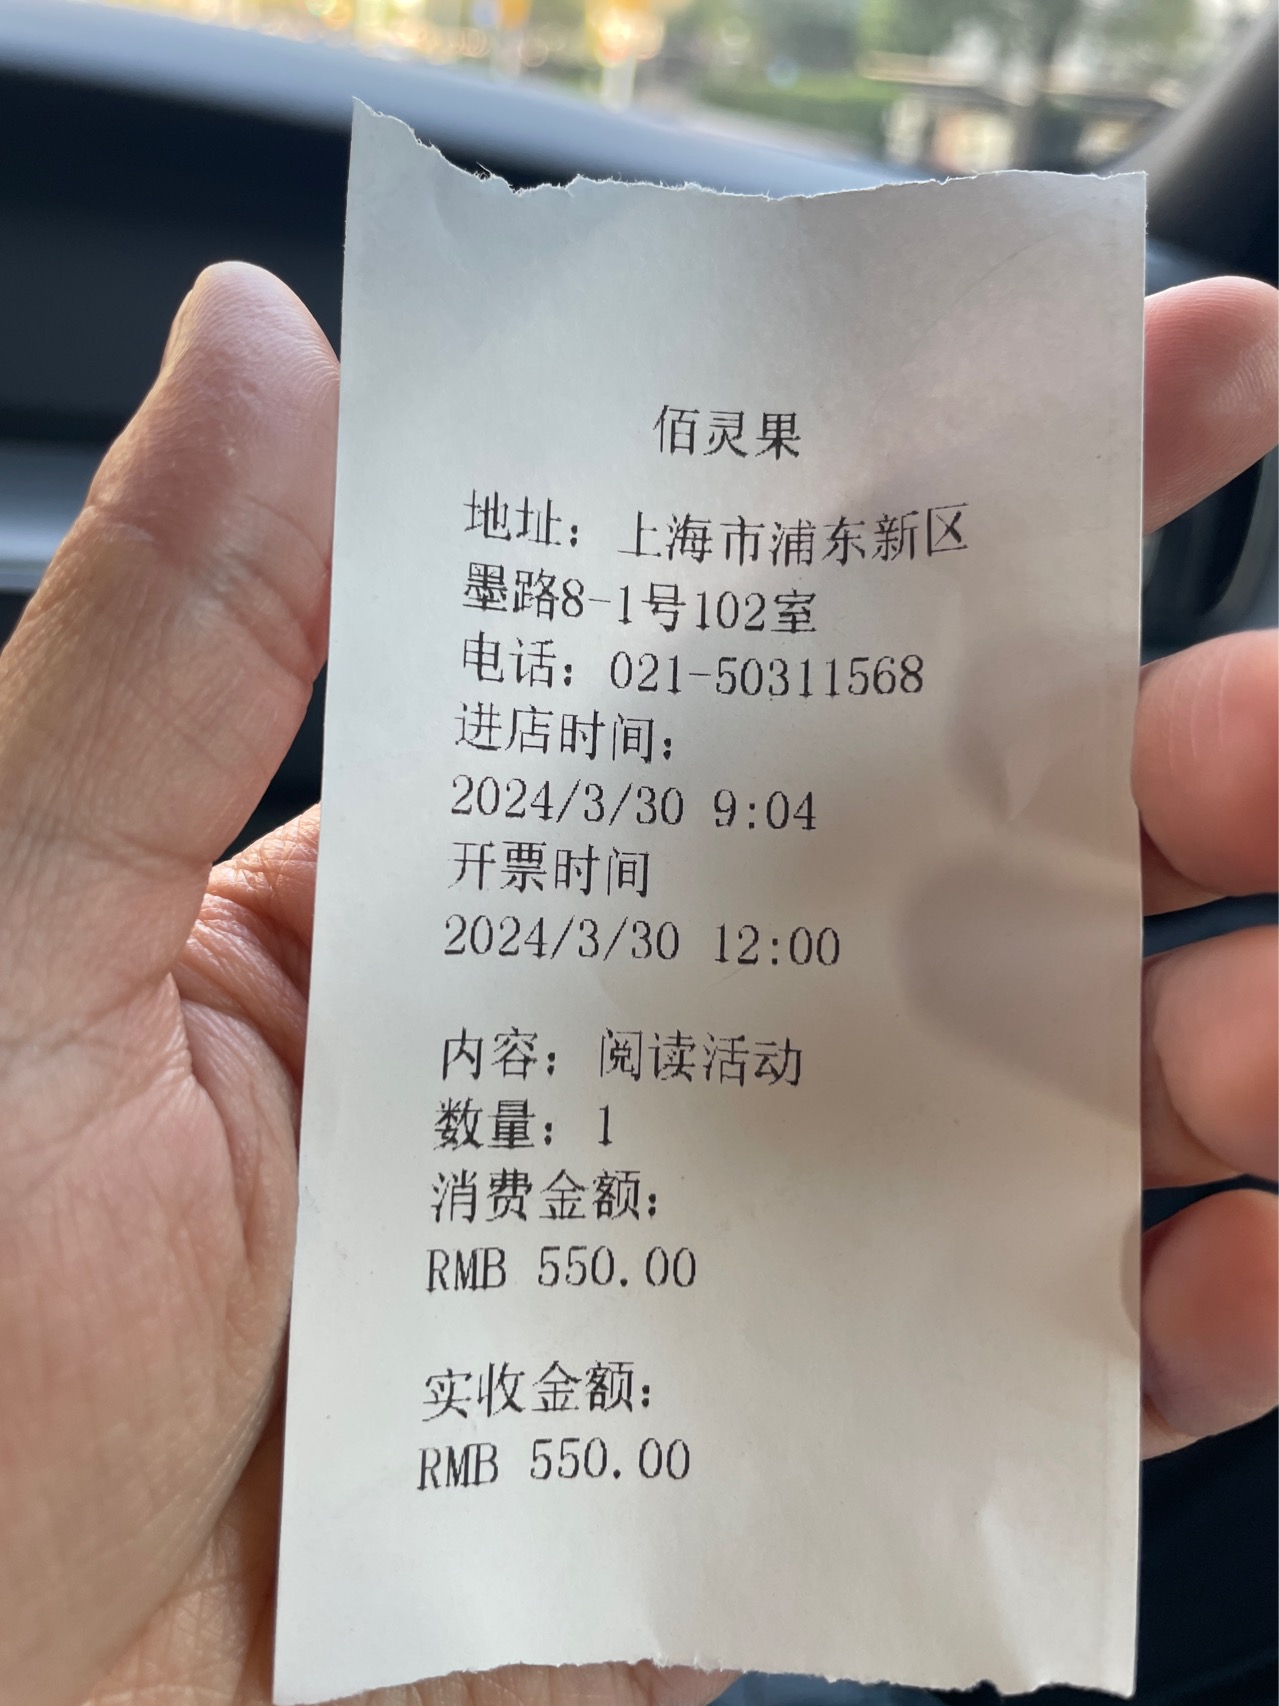 佰灵果
地址：上海市浦东新区
墨路8-1号102室
电话：021-50311568
进店时间：
2024/3/30 9:04
开票时间
2024/3/30 12:00
内容：阅读活动
数量：1
消费金额：
RMB 550.00
实收金额：
RMB 550.00